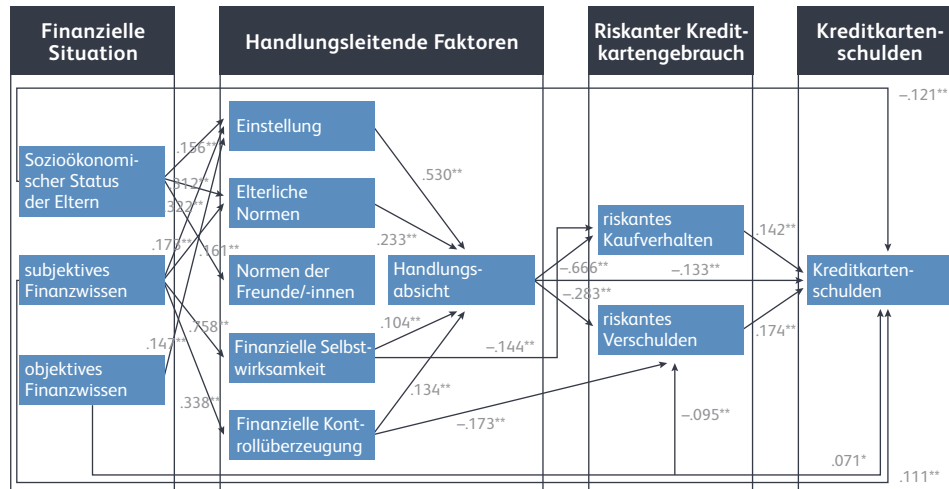 Finanzielle
Situation
Handlungsleitende Faktoren
Riskanter Kredit-
kartengebrauch
Kreditkarten-
schulden
–.121**
Einstellung
.156**
Sozioökonomi-
scher Status
der Eltern
.312**
.322**
.530**
Elterliche
Normen
riskantes
Kaufverhalten
.142**
.173**
.161**
.233**
subjektives
Finanzwissen
Normen der
Freunde/-innen
Handlungs-
absicht
–.666**
–.133**
Kreditkarten-
schulden
–.283**
riskantes
Verschulden
.758**
.104**
.174**
.147**
Finanzielle Selbst-
wirksamkeit
–.144**
objektives
Finanzwissen
.134**
.338**
Finanzielle Kont-
rollüberzeugung
–.173**
–.095**
.071*
.111**